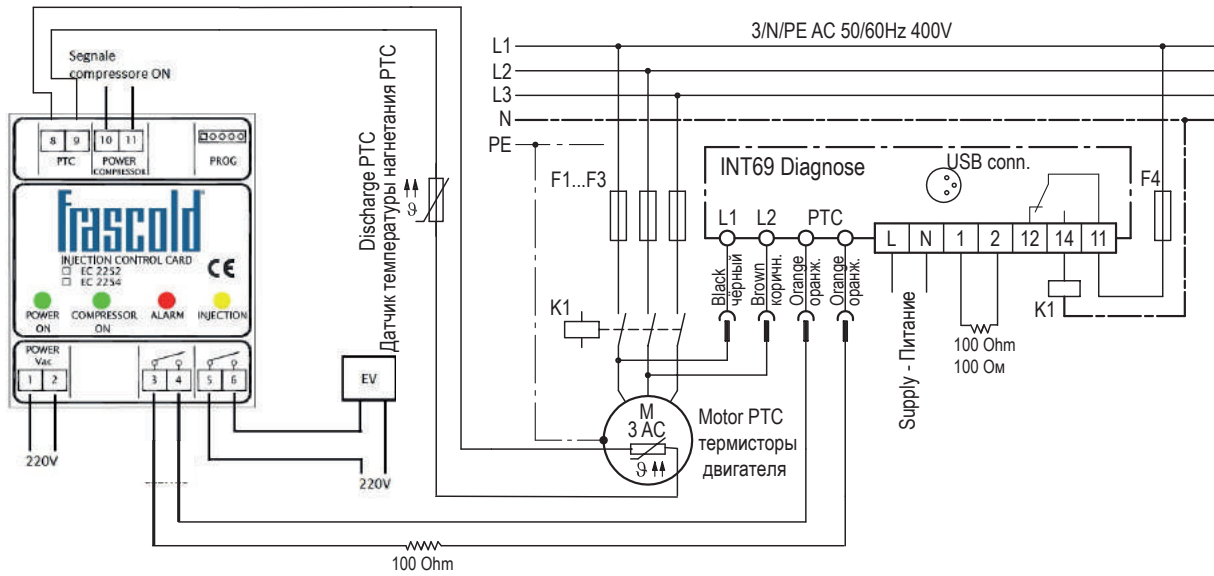 Segnale
compressore ON
8 9 10 11
PTC POWER
COMPRESSOR
PROG
frascold
INJECTION CONTROL CARD
EC 2252
EC 2254
CE
POWER
ON
COMPRESSOR
ON
ALARM
INJECTION
POWER
Vac
1 2 3 4 5 6
220V
EV
220V
100 Ohm
Discharge PTC
Датчик температуры нагнетания PTC
ϑ
3/N/PE AC 50/60Hz 400V
L1
L2
L3
N
PE
F1...F3
K1
M
3 AC
ϑ
Motor PTC
термисторы
двигателя
INT69 Diagnose
USB conn.
F4
L1 L2 PTC
L N 1 2 12 14 11
Black
чёрный
Brown
коричн.
Orange
оранж.
Orange
оранж.
Supply - Питание
100 Ohm
100 Ом
K1